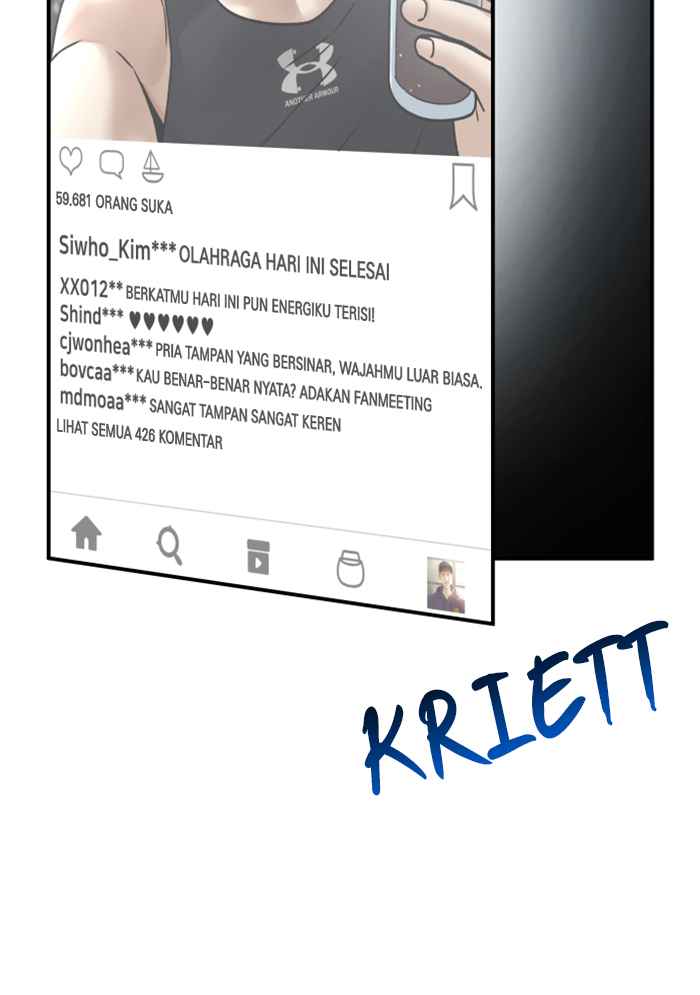 ANOTHER ARMOUR
59.681 ORANG SUKA
Siwho_Kim*** OLAHRAGA HARI INI SELESAI
XX012** BERKATMU HARI INI PUN ENERGIKU TERISI!
Shind*** ♥♥♥♥♥♥
cjwonhea*** PRIA TAMPAN YANG BERSINAR, WAJAHMU LUAR BIASA.
bovcaa*** KAU BENAR-BENAR NYATA? ADAKAN FANMEETING
mdmoaa*** SANGAT TAMPAN SANGAT KEREN
LIHAT SEMUA 426 KOMENTAR
KRIETT